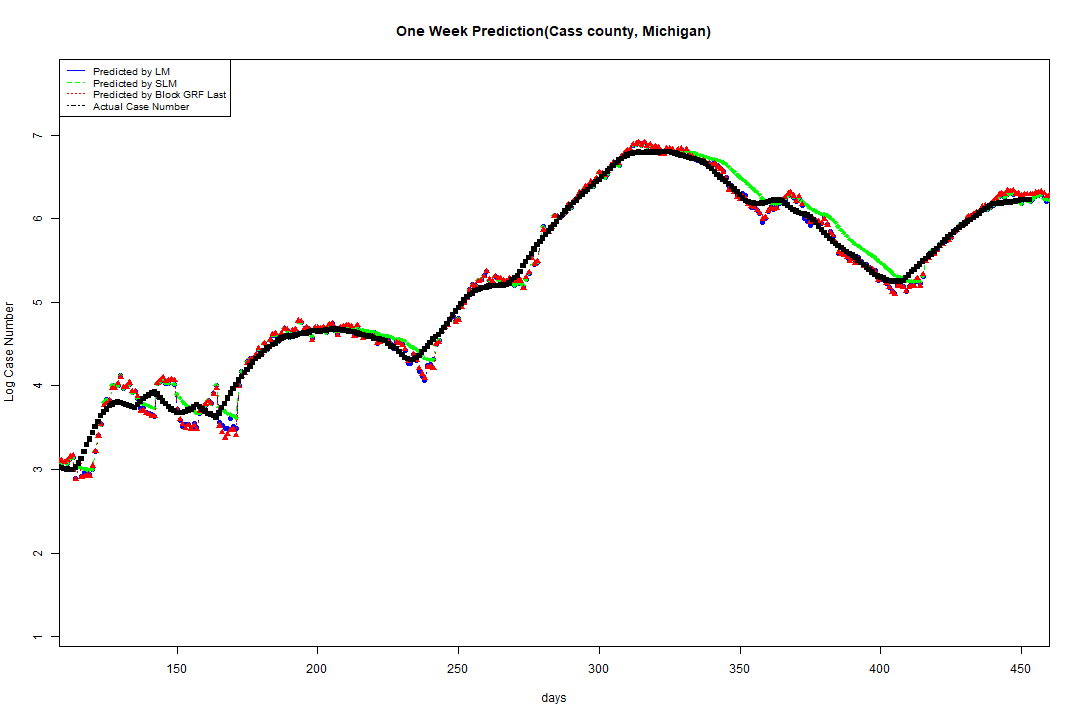 One Week Prediction(Cass county, Michigan)
Predicted by LM
Predicted by SLM
Predicted by Block GRF Last
Actual Case Number
7
6
5
4
3
2
1
Log Case Number
150 200 250 300 350 400 450
days